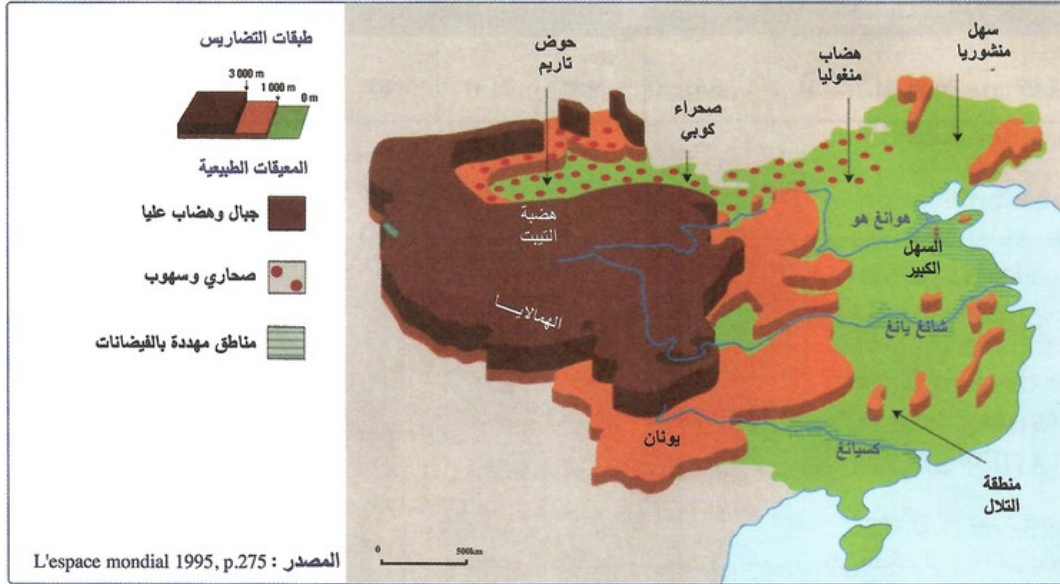 طبقات التضاريس
3 000 m
1 000 m
0 m
المعيقات الطبيعية
جبال وهضاب عليا
صحاري وسهوب
مناطق مهددة بالفيضانات
المصدر : L'espace mondial 1995, p.275
سهل
منشوريا
هضاب
منغوليا
حوض
تاريم
صحراء
كوبي
هضبة
التيبت
الهمالايا
هوانغ هو
السهل
الكبير
شانغ يانغ
يونان
كسيانغ
منطقة
التلال
0
500km